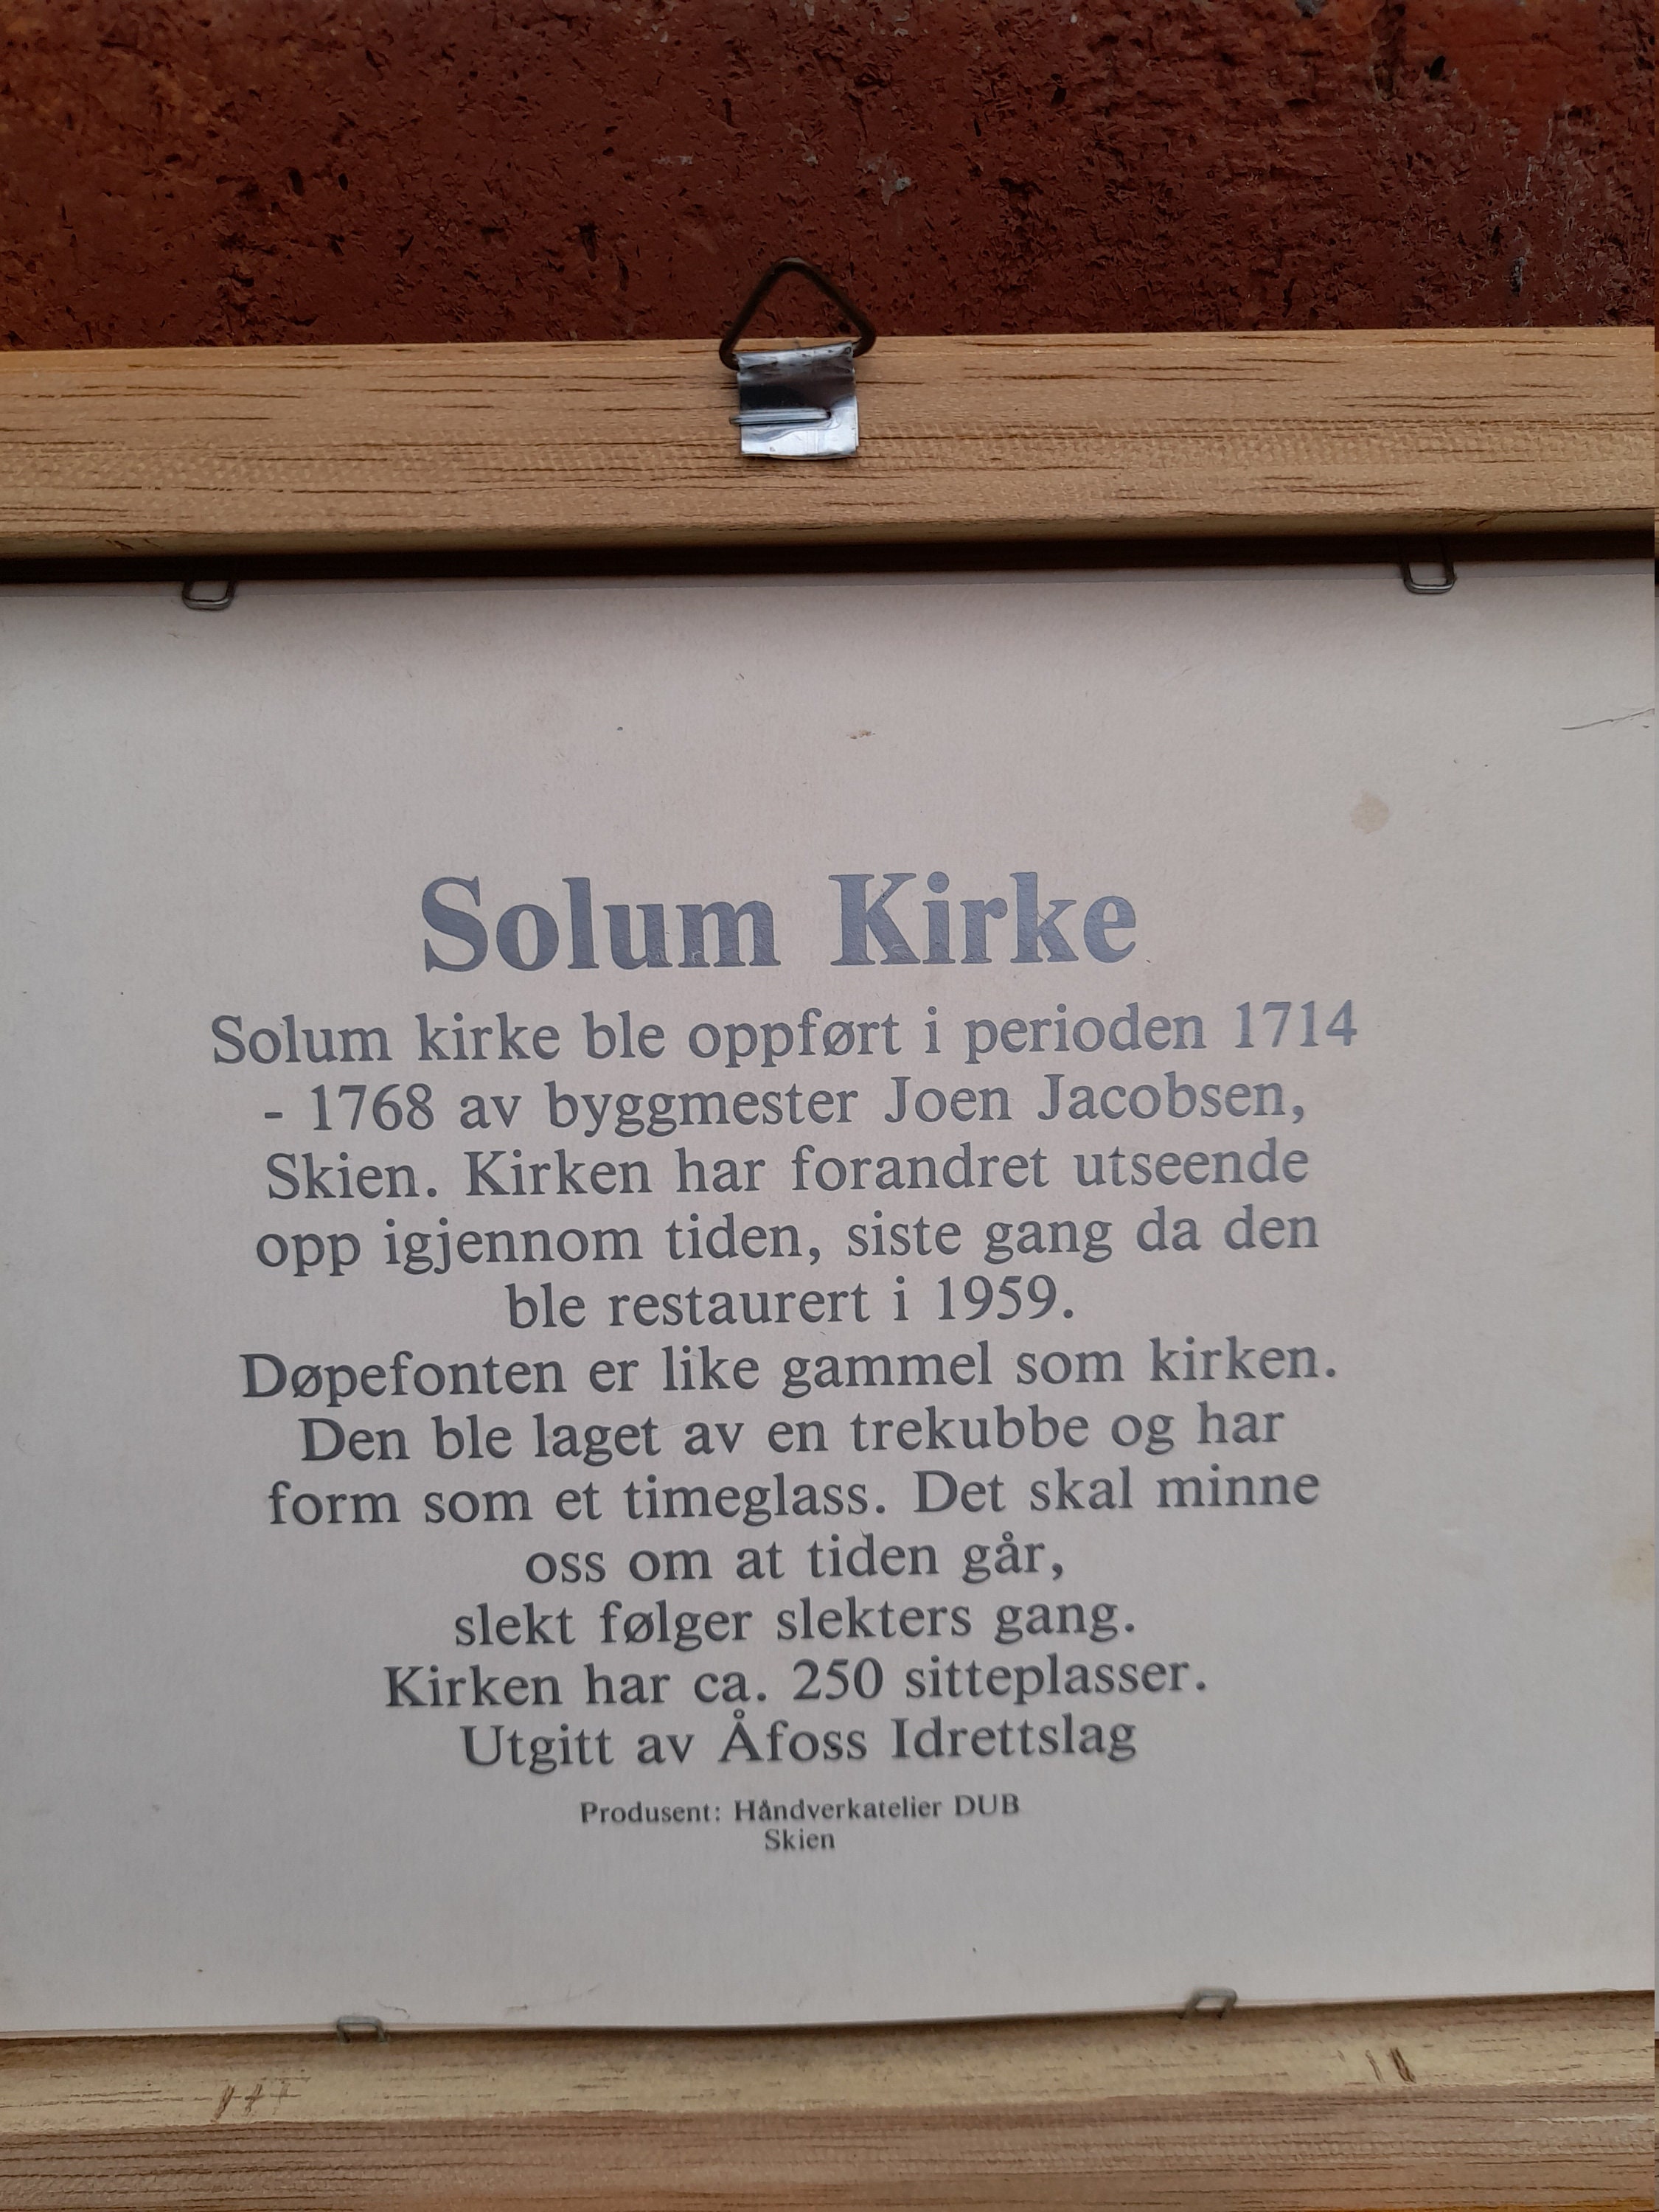 Solum Kirke
Solum kirke ble oppført i perioden 1714
- 1768 av byggmester Joen Jacobsen,
Skien. Kirken har forandret utseende
opp igjennom tiden, siste gang da den
ble restaurert i 1959.
Døpefonten er like gammel som kirken.
Den ble laget av en trekubbe og har
form som et timeglass. Det skal minne
oss om at tiden går,
slekt følger slekters gang.
Kirken har ca. 250 sitteplasser.
Utgitt av Åfoss Idrettslag
Produsent: Håndverkatelier DUB
Skien